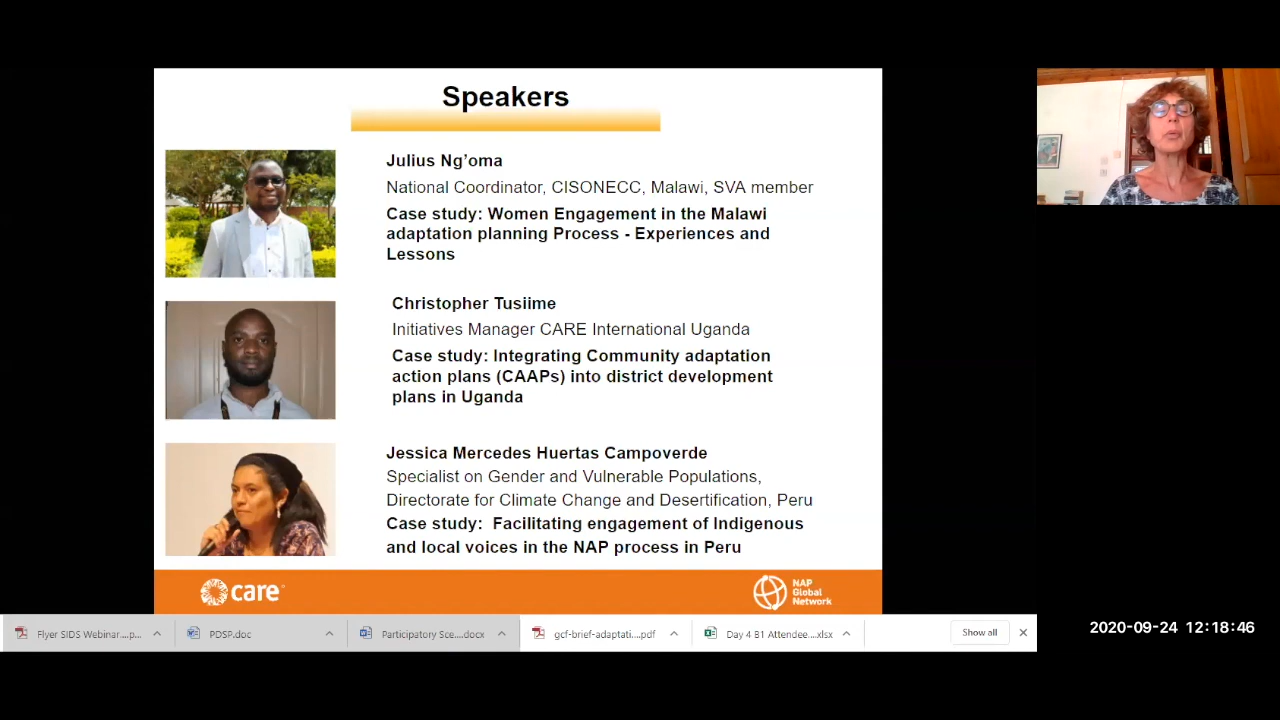 Speakers
Julius Ng’oma
National Coordinator, CISONECC, Malawi, SVA member
Case study: Women Engagement in the Malawi
adaptation planning Process - Experiences and
Lessons
Christopher Tusiime
Initiatives Manager CARE International Uganda
Case study: Integrating Community adaptation
action plans (CAAPs) into district development
plans in Uganda
Jessica Mercedes Huertas Campoverde
Specialist on Gender and Vulnerable Populations,
Directorate for Climate Change and Desertification, Peru
Case study:  Facilitating engagement of Indigenous
and local voices in the NAP process in Peru
care
NAP
Global
Network
Flyer SIDS Webinar....p...
PDSP.doc
Participatory Sce....docx
gcf-brief-adaptati....pdf
Day 4 B1 Attendee....xlsx
Show all
2020-09-24 12:18:46